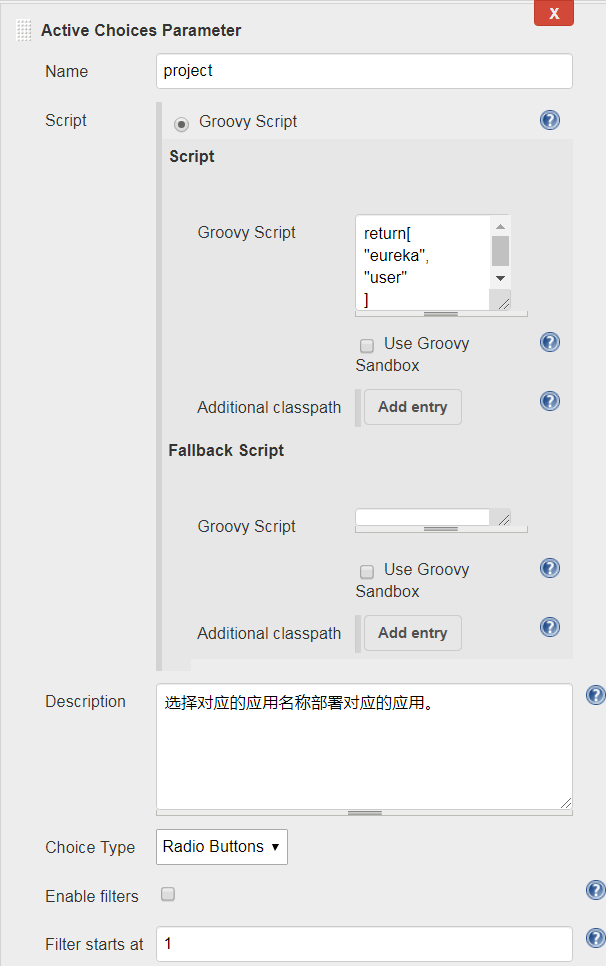 X
Active Choices Parameter
Name project
Script Groovy Script
Script
Groovy Script
return[
"eureka",
"user"
]
Use Groovy
Sandbox
Additional classpath Add entry
Fallback Script
Groovy Script
Use Groovy
Sandbox
Additional classpath Add entry
Description 选择对应的应用名称部署对应的应用。
Choice Type Radio Buttons
Enable filters
Filter starts at 1